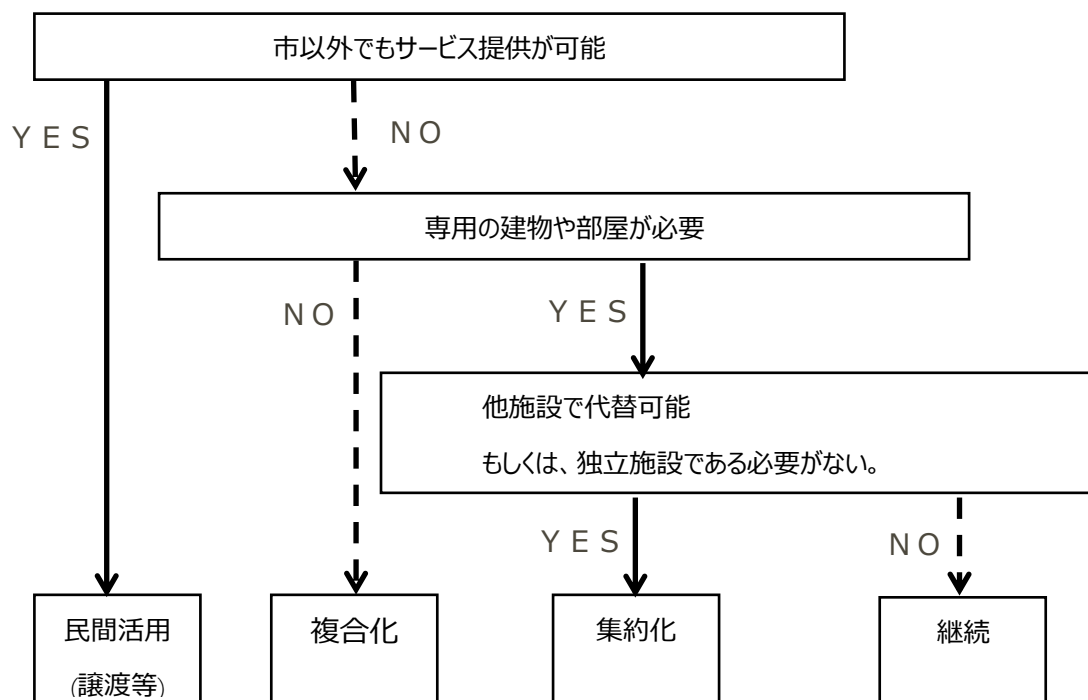 市以外でもサービス提供が可能
ＹＥＳ
ＮＯ
専用の建物や部屋が必要
ＮＯ
ＹＥＳ
他施設で代替可能
もしくは、独立施設である必要がない。
ＹＥＳ
ＮＯ
民間活用
(譲渡等)
複合化
集約化
継続